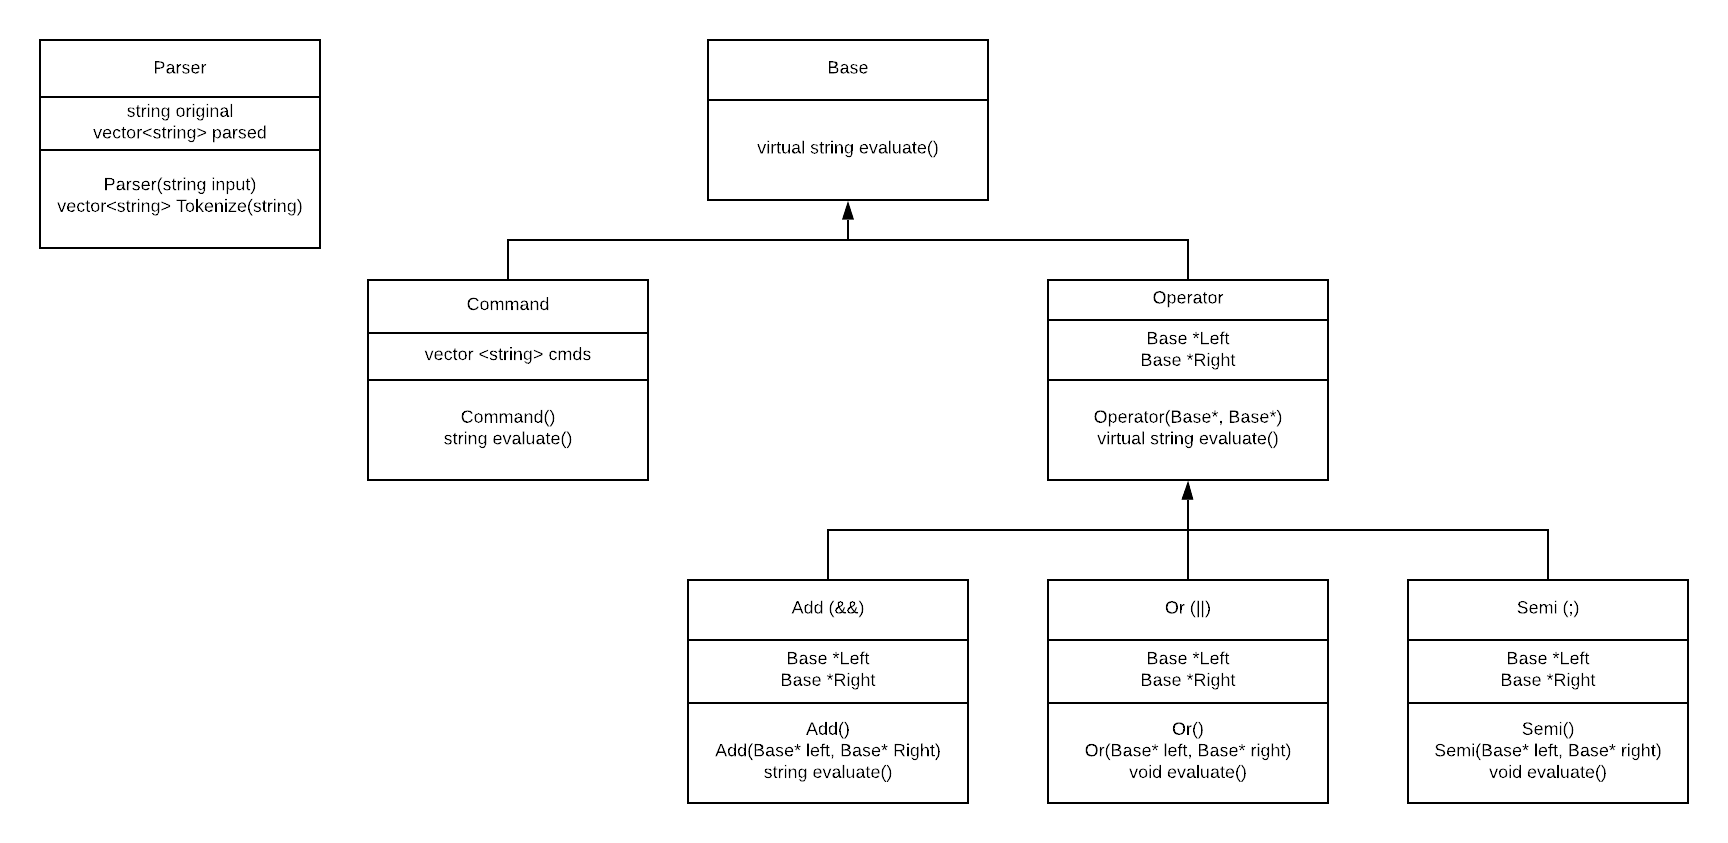 Parser
string original
vector<string> parsed
Parser(string input)
vector<string> Tokenize(string)
Base
virtual string evaluate()
Command
vector <string> cmds
Command()
string evaluate()
Operator
Base *Left
Base *Right
Operator(Base*, Base*)
virtual string evaluate()
Add (&&)
Base *Left
Base *Right
Add()
Add(Base* left, Base* Right)
string evaluate()
Or (||)
Base *Left
Base *Right
Or()
Or(Base* left, Base* right)
void evaluate()
Semi (;)
Base *Left
Base *Right
Semi()
Semi(Base* left, Base* right)
void evaluate()